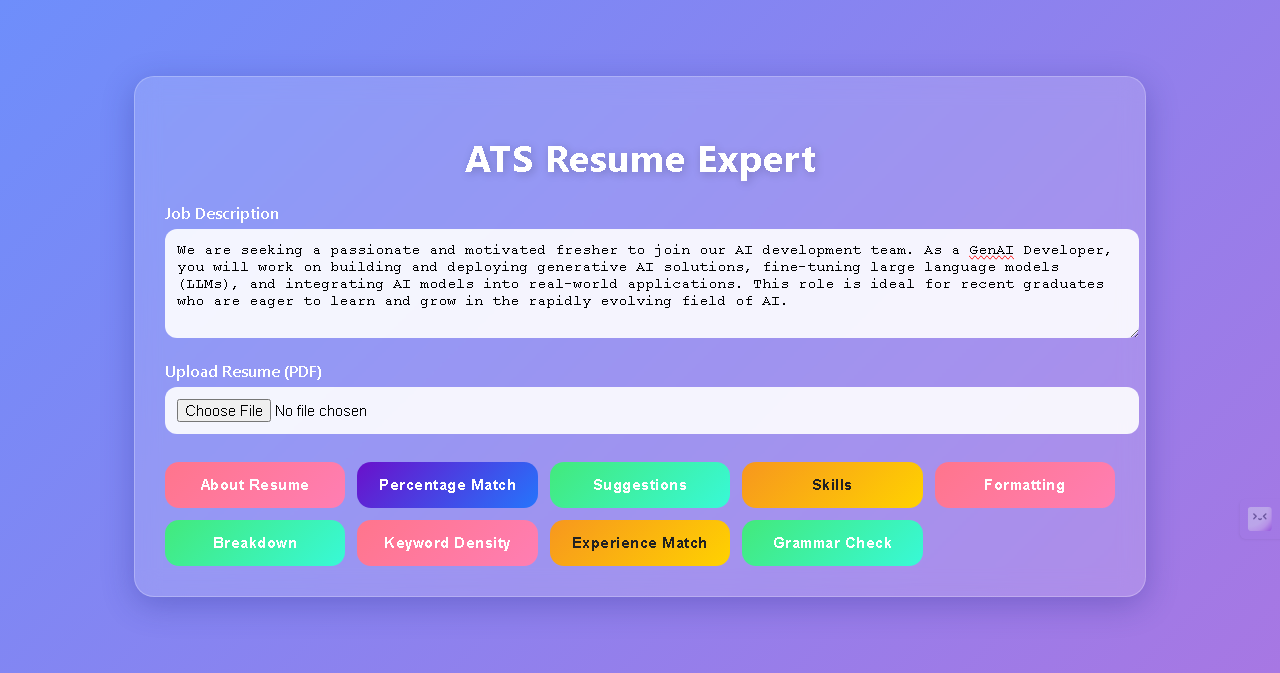 ATS Resume Expert
Job Description
We are seeking a passionate and motivated fresher to join our AI development team. As a GenAI Developer,
you will work on building and deploying generative AI solutions, fine-tuning large language models
(LLMs), and integrating AI models into real-world applications. This role is ideal for recent graduates
who are eager to learn and grow in the rapidly evolving field of AI.
Upload Resume (PDF)
Choose File No file chosen
About Resume Percentage Match Suggestions Skills Formatting
Breakdown Keyword Density Experience Match Grammar Check